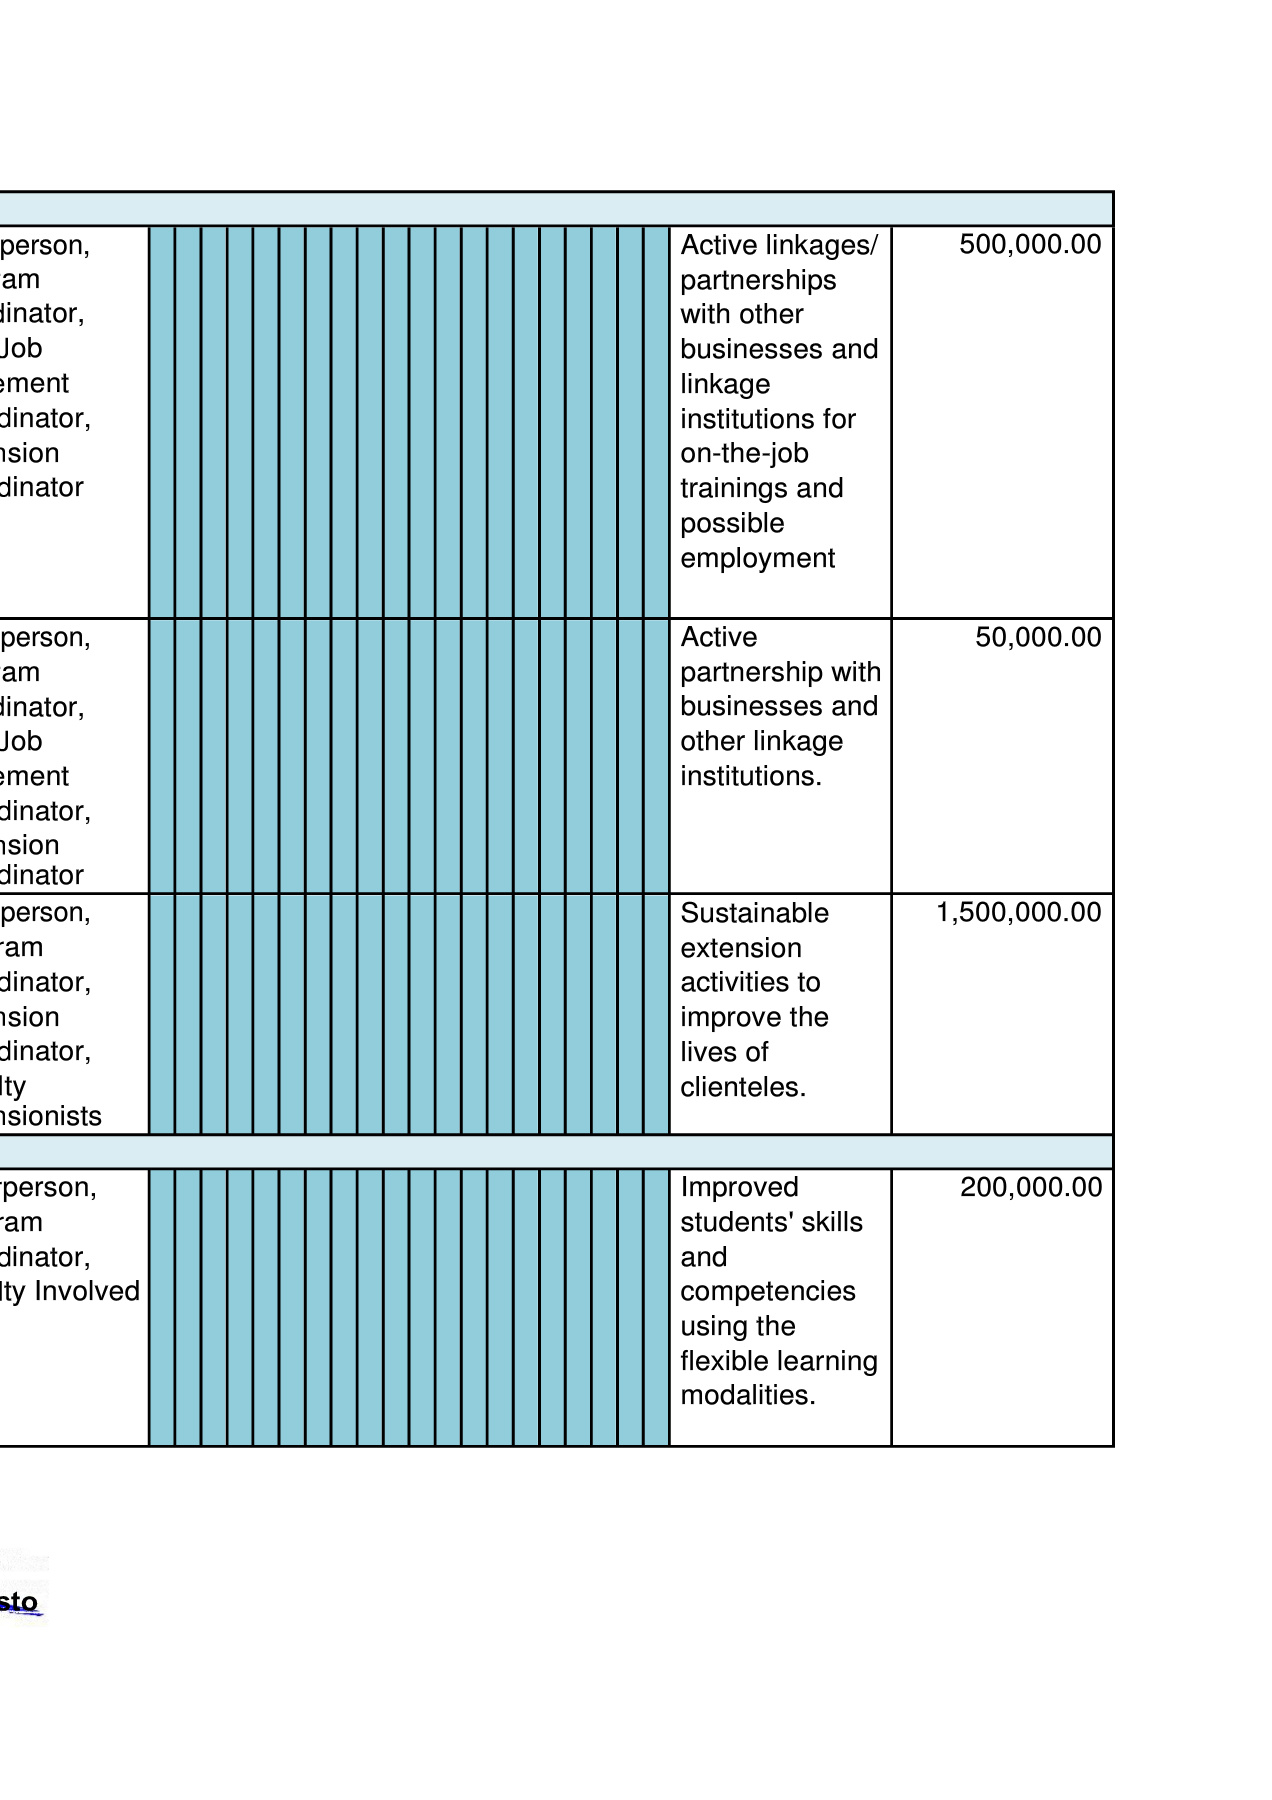 person,
am
dinator,
Job
ement
dinator,
nsion
dinator
Active linkages/
partnerships
with other
businesses and
linkage
institutions for
on-the-job
trainings and
possible
employment
500,000.00
person,
am
dinator,
Job
ement
dinator,
nsion
dinator
Active
partnership with
businesses and
other linkage
institutions.
50,000.00
person,
ram
dinator,
nsion
dinator,
lty
nsionists
Sustainable
extension
activities to
improve the
lives of
clienteles.
1,500,000.00
rperson,
ram
dinator,
lty Involved
Improved
students' skills
and
competencies
using the
flexible learning
modalities.
200,000.00
sto